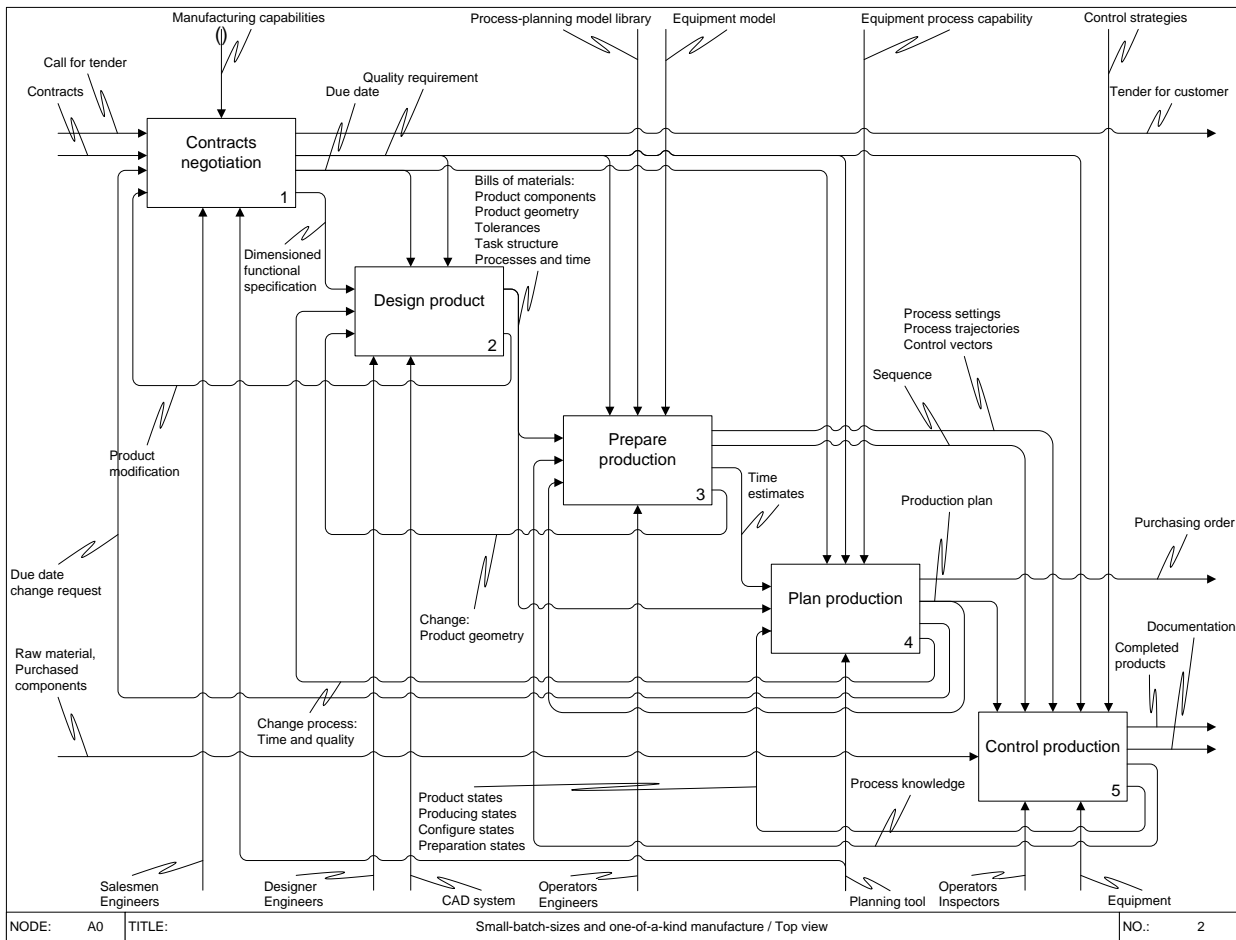 Manufacturing capabilities
Process-planning model library
Equipment model
Equipment process capability
Control strategies
()
Call for tender
Contracts
Quality requirement
Due date
Tender for customer
Contracts
negotiation
1
Bills of materials:
Product components
Product geometry
Tolerances
Task structure
Processes and time
Dimensioned
functional
specification
Design product
2
Process settings
Process trajectories
Control vectors
Sequence
Product
modification
Prepare
production
3
Time
estimates
Production plan
Purchasing order
Due date
change request
Plan production
4
Change:
Product geometry
Documentation
Completed
products
Raw material,
Purchased
components
Change process:
Time and quality
Control production
5
Process knowledge
Product states
Producing states
Configure states
Preparation states
Salesmen
Engineers
Designer
Engineers
CAD system
Operators
Engineers
Planning tool
Operators
Inspectors
Equipment
NODE: A0 TITLE: Small-batch-sizes and one-of-a-kind manufacture / Top view NO.: 2